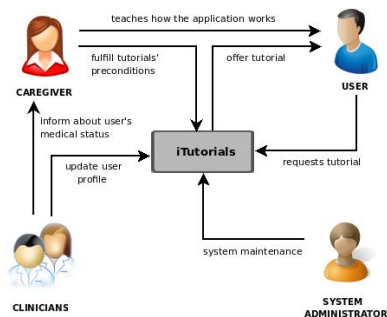 teaches how the application works
fulfill tutorials'
preconditions
offer tutorial
CAREGIVER
USER
inform about user's
medical status
iTutorials
update user
profile
requests tutorial
system maintenance
CLINICIANS
SYSTEM
ADMINISTRATOR